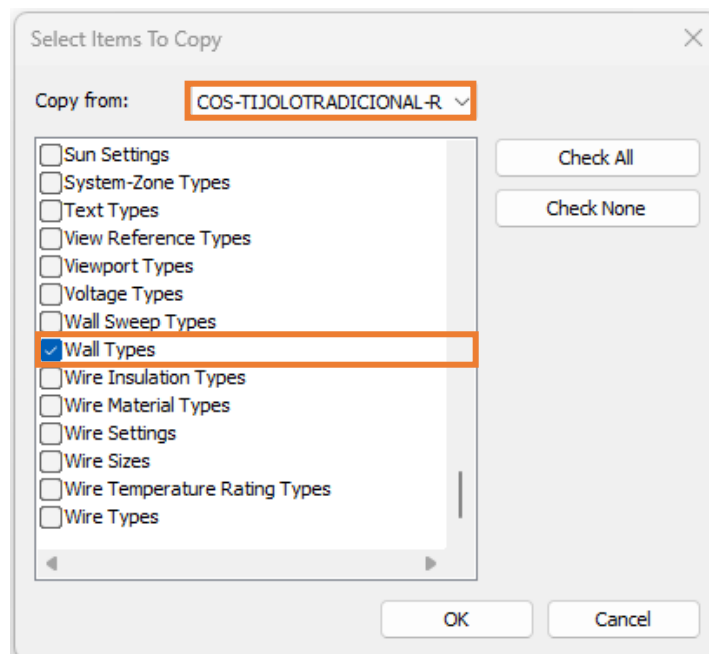 Select Items To Copy
Copy from: COS-TIJOLOTRADICIONAL-R
Sun Settings
Check All
System-Zone Types
Text Types
Check None
View Reference Types
Viewport Types
Voltage Types
Wall Sweep Types
Wall Types
Wire Insulation Types
Wire Material Types
Wire Settings
Wire Sizes
Wire Temperature Rating Types
Wire Types
OK Cancel